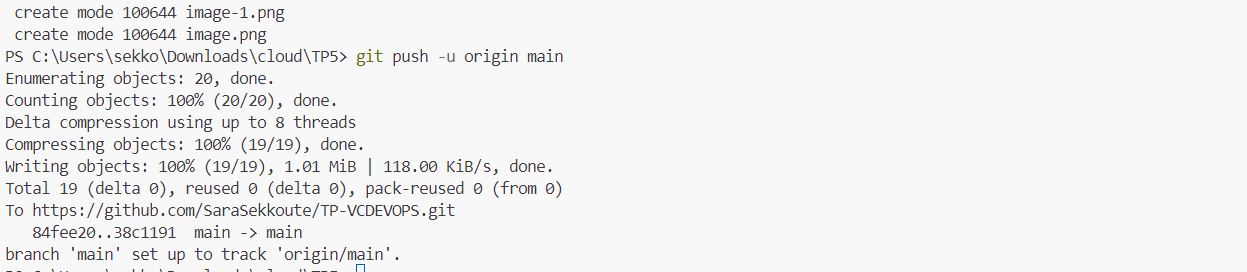 create mode 100644 image-1.png
create mode 100644 image.png
PS C:\Users\sekko\Downloads\cloud\TP5> git push -u origin main
Enumerating objects: 20, done.
Counting objects: 100% (20/20), done.
Delta compression using up to 8 threads
Compressing objects: 100% (19/19), done.
Writing objects: 100% (19/19), 1.01 MiB | 118.00 KiB/s, done.
Total 19 (delta 0), reused 0 (delta 0), pack-reused 0 (from 0)
To https://github.com/SaraSekkoute/TP-VCDEVOPS.git
84fee20..38c1191  main -> main
branch 'main' set up to track 'origin/main'.